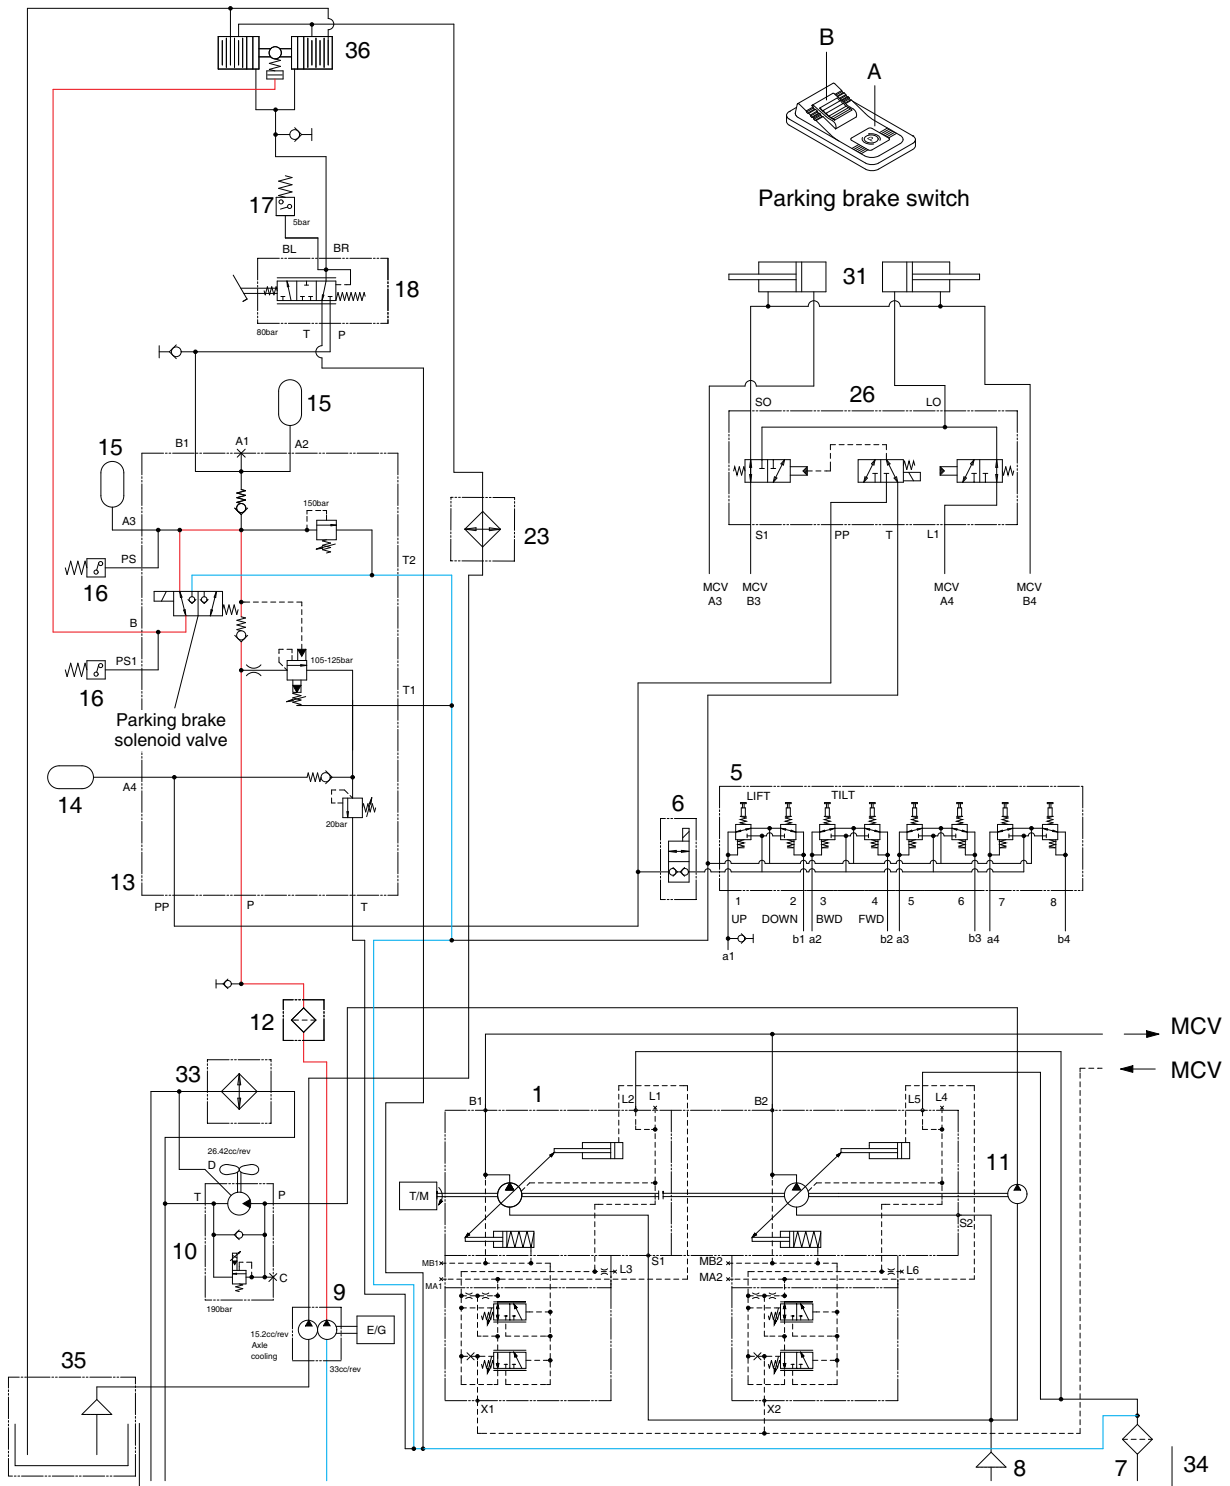 36
B
A
Parking brake switch
17
5bar
BL
BR
18
80bar
T
P
31
26
SO
LO
S1
PP
T
L1
MCV
A3
MCV
B3
MCV
A4
MCV
B4
15
15
B1
A1
A2
A3
150bar
23
PS
T2
16
B
PS1
105-125bar
16
T1
Parking brake
solenoid valve
14
A4
20bar
13
PP
P
T
5
6
LIFT
TILT
1
2
3
4
5
6
7
8
UP
DOWN
BWD
FWD
a1
b1
a2
b2
a3
b3
a4
b4
12
MCV
MCV
33
1
B1
L2
L1
B2
L5
L4
26.42cc/rev
D
T
P
T/M
11
S2
10
C
190bar
MB1
MA1
L3
S1
MB2
MA2
L6
9
15.2cc/rev
Axle
cooling
E/G
33cc/rev
35
X1
X2
8
7
34